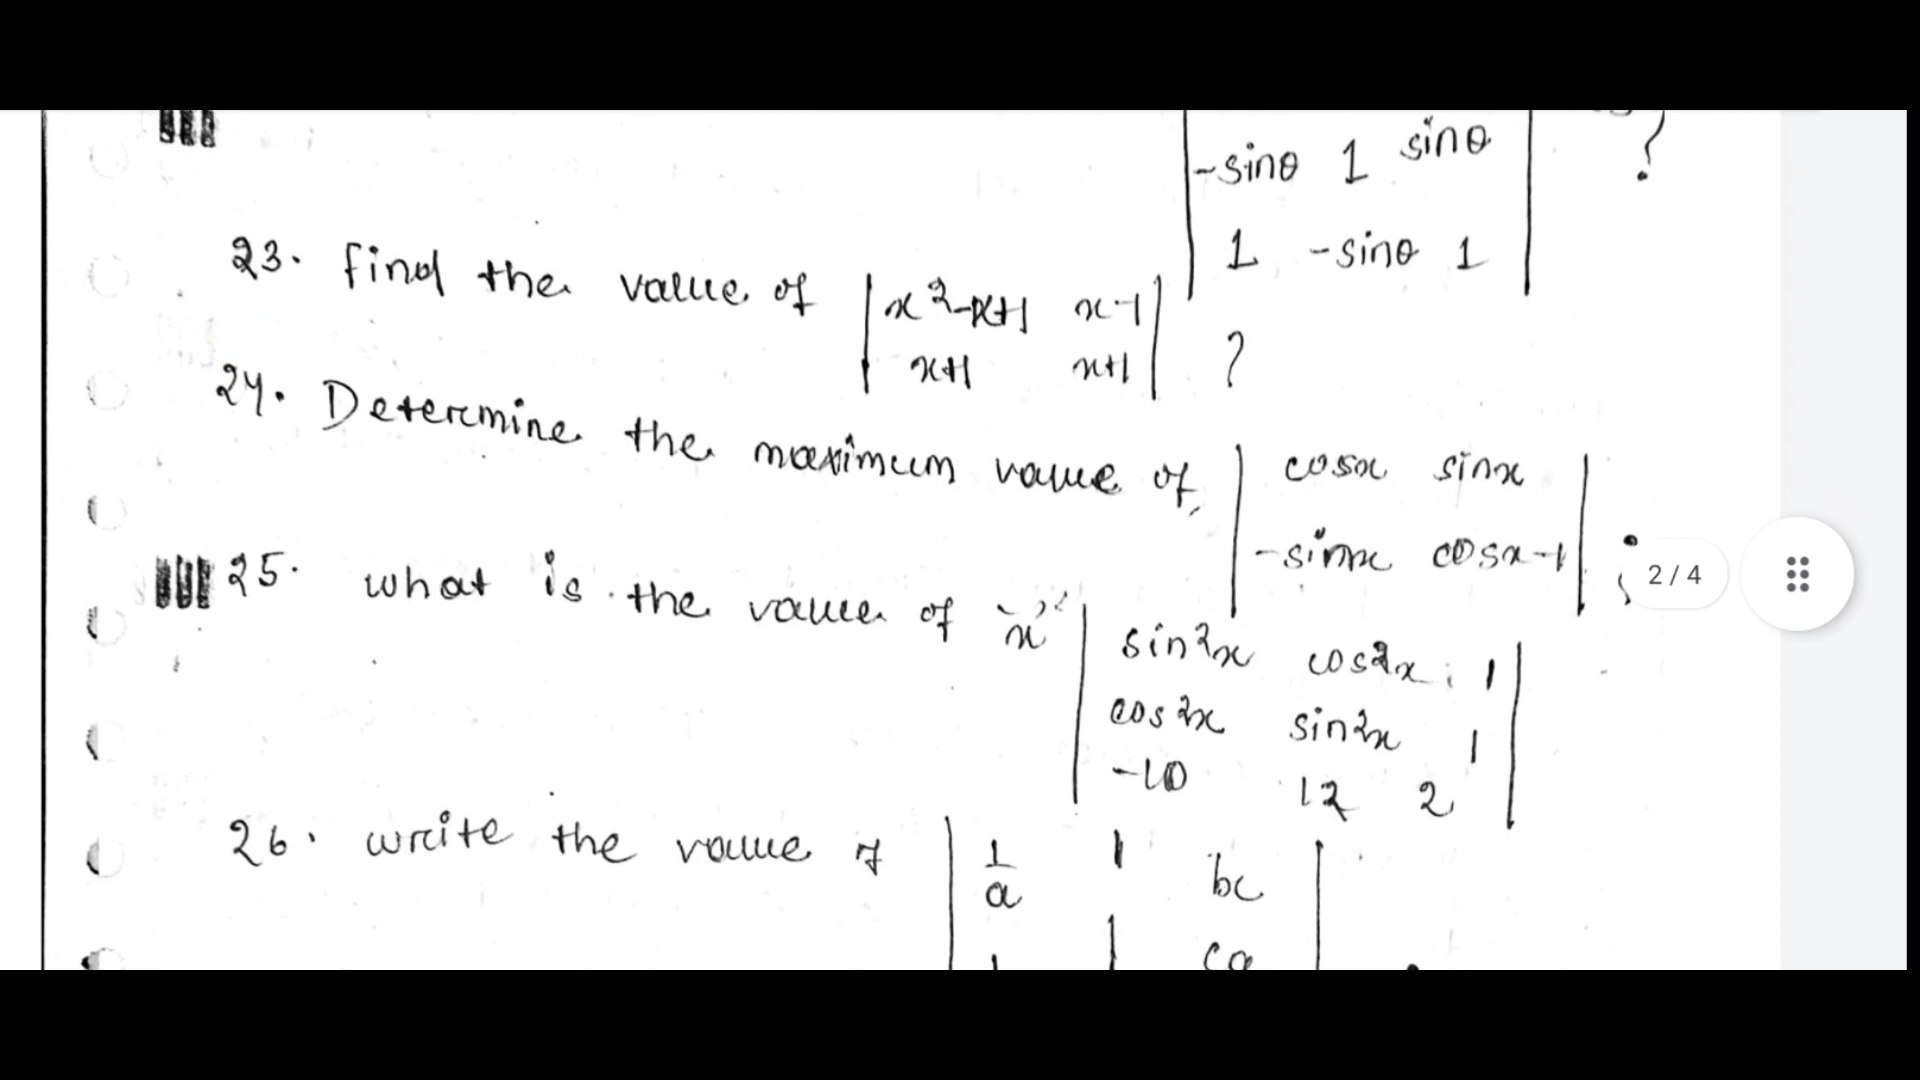 -sinθ 1 sinθ ?
1 -sinθ 1
23. find the value of | x²-x+1 x-1 |
| x+1 x+1 | ?
24. Determine the maximum value of | cosx sinx |
| -sinx cosx-1 | ;
25. what is the value of x | sin²x cos²x 1 |
| cos²x sin²x 1 |
| -10 12 2 |
26. write the value of | 1/a 1 bc |
1 ca
2 / 4